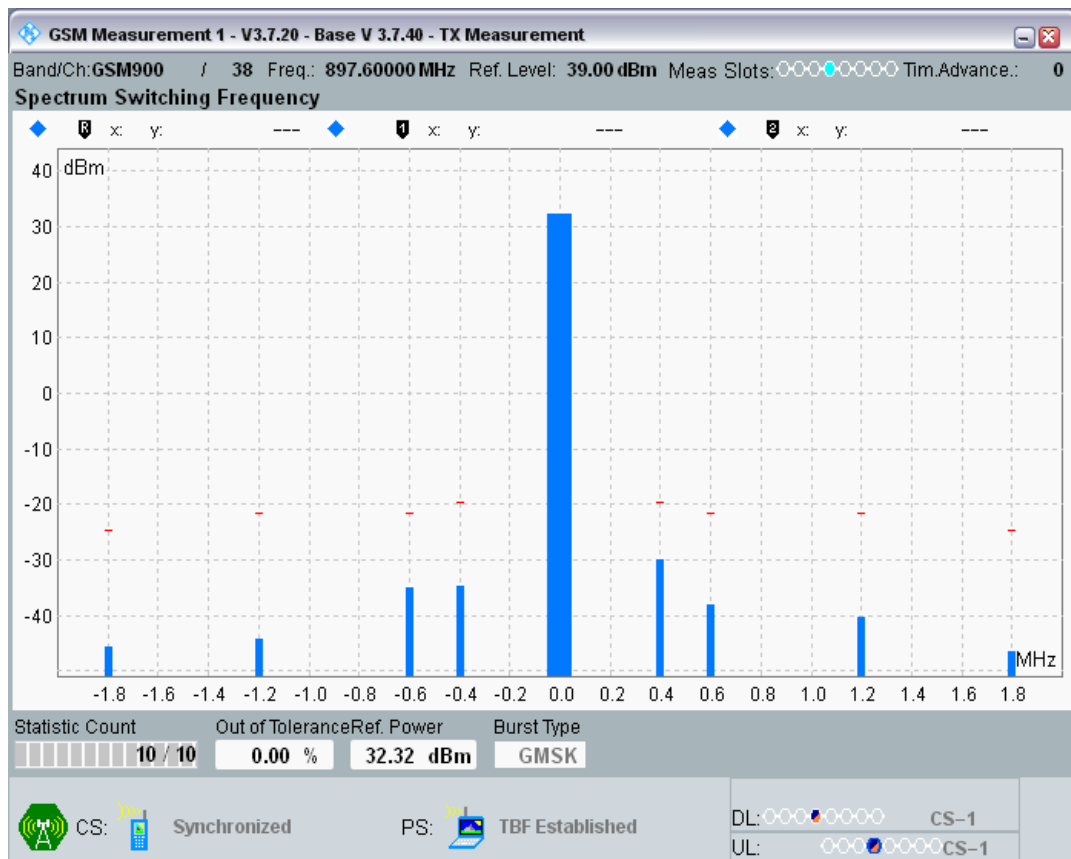 GSM Measurement 1 - V3.7.20 - Base V 3.7.40 - TX Measurement
Band/Ch:GSM900 / 38 Freq.: 897.60000 MHz Ref. Level: 39.00 dBm Meas Slots: Tim.Advance.: 0
Spectrum Switching Frequency
R x: y: --- 1 x: y: --- 2 x: y: ---
dBm
40
30
20
10
0
-10
-20
-30
-40
MHz
-1.8 -1.6 -1.4 -1.2 -1.0 -0.8 -0.6 -0.4 -0.2 0.0 0.2 0.4 0.6 0.8 1.0 1.2 1.4 1.6 1.8
Statistic Count Out of Tolerance Ref. Power Burst Type
10 / 10 0.00 % 32.32 dBm GMSK
CS: Synchronized PS: TBF Established
DL: CS-1
UL: CS-1